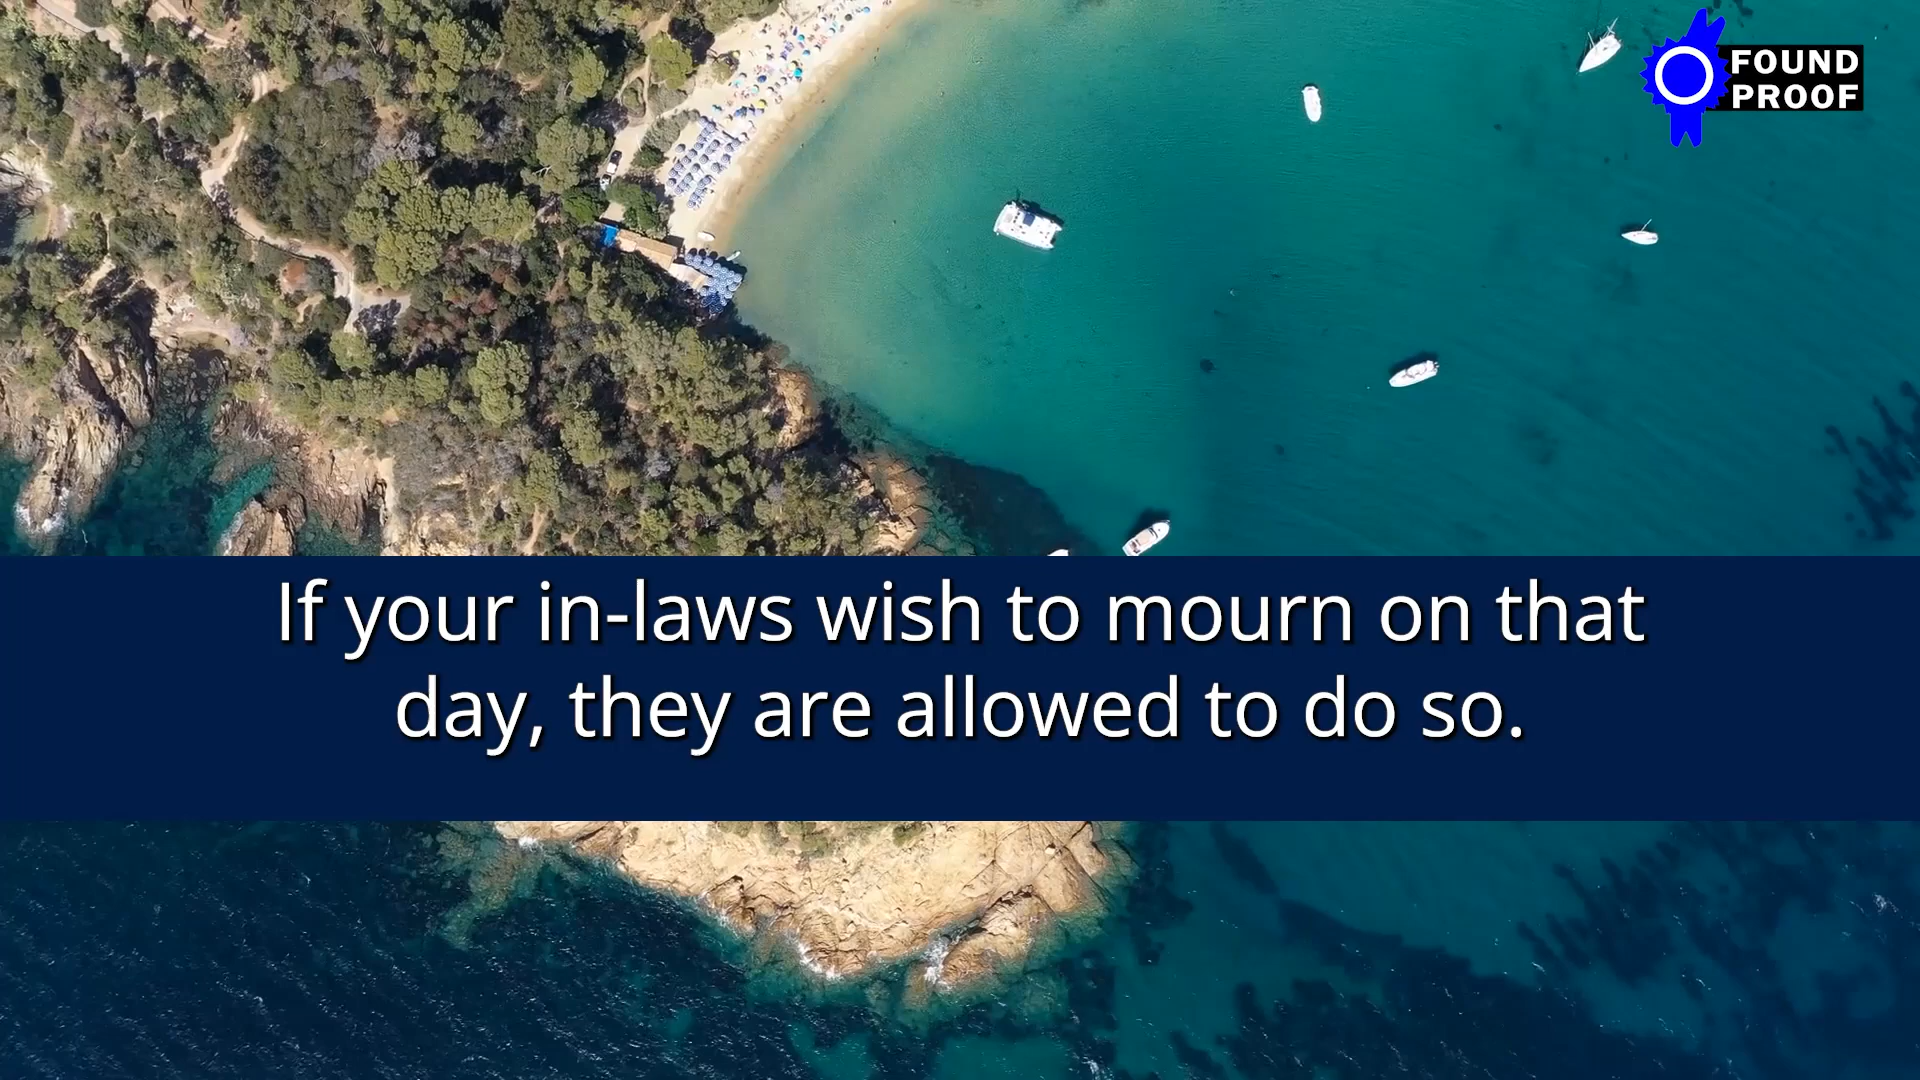 FOUND
PROOF
If your in-laws wish to mourn on that
day, they are allowed to do so.